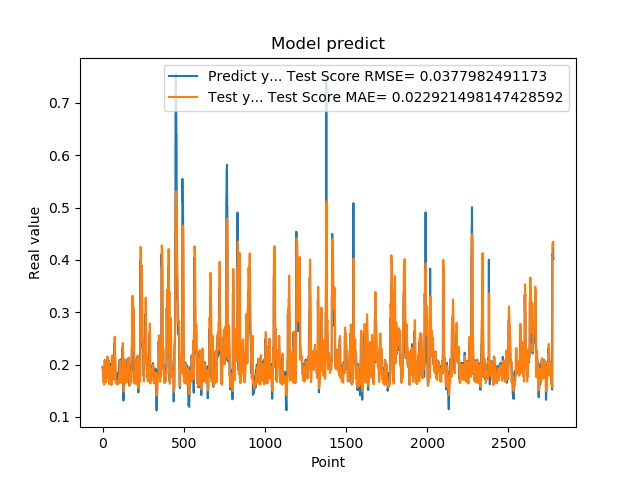 Model predict
Predict y... Test Score RMSE= 0.0377982491173
Test y... Test Score MAE= 0.022921498147428592
Real value
0.7
0.6
0.5
0.4
0.3
0.2
0.1
0 500 1000 1500 2000 2500
Point